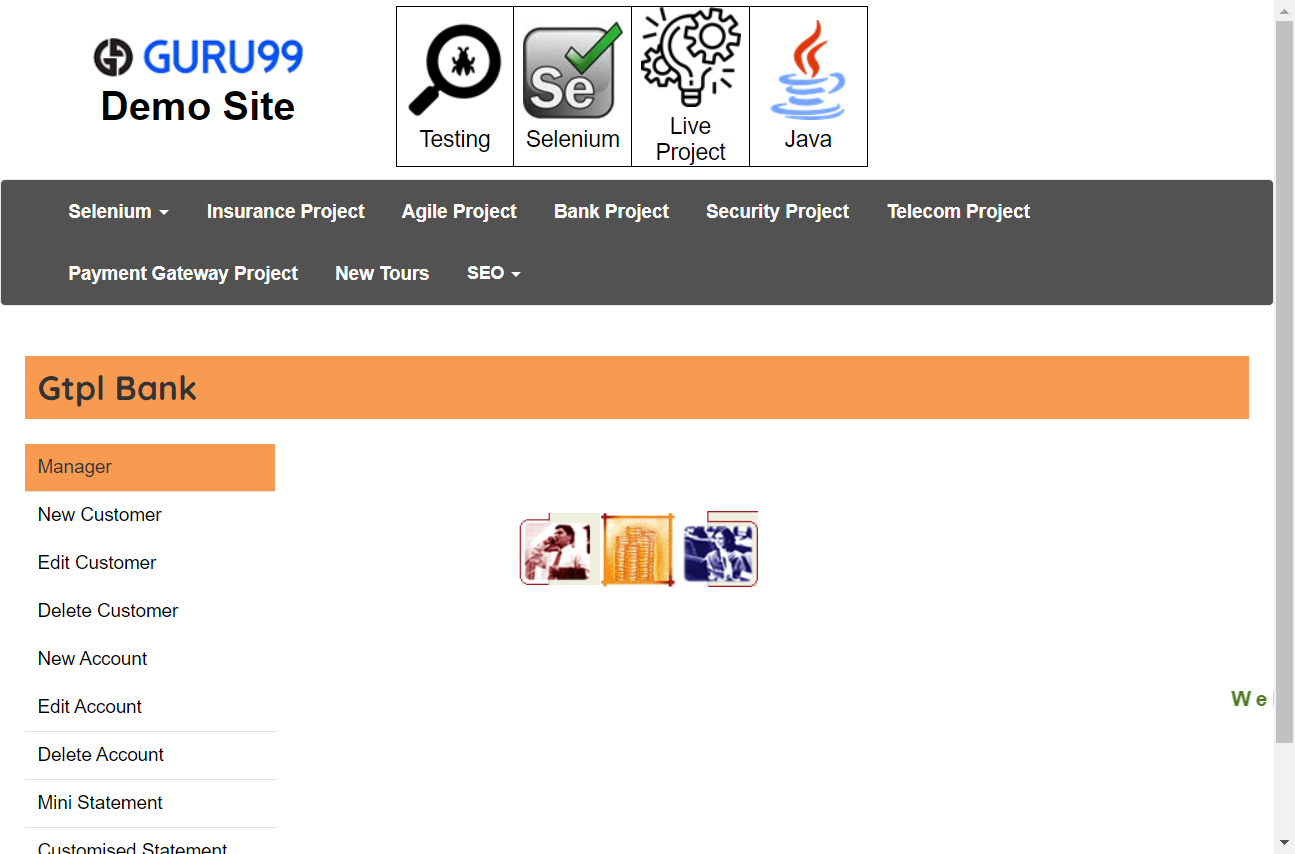 GURU99
Demo Site
Testing
Se
Selenium
Live
Project
Java
Selenium
Insurance Project
Agile Project
Bank Project
Security Project
Telecom Project
Payment Gateway Project
New Tours
SEO
Gtpl Bank
Manager
New Customer
Edit Customer
Delete Customer
New Account
Edit Account
Delete Account
Mini Statement
Customised Statement
We